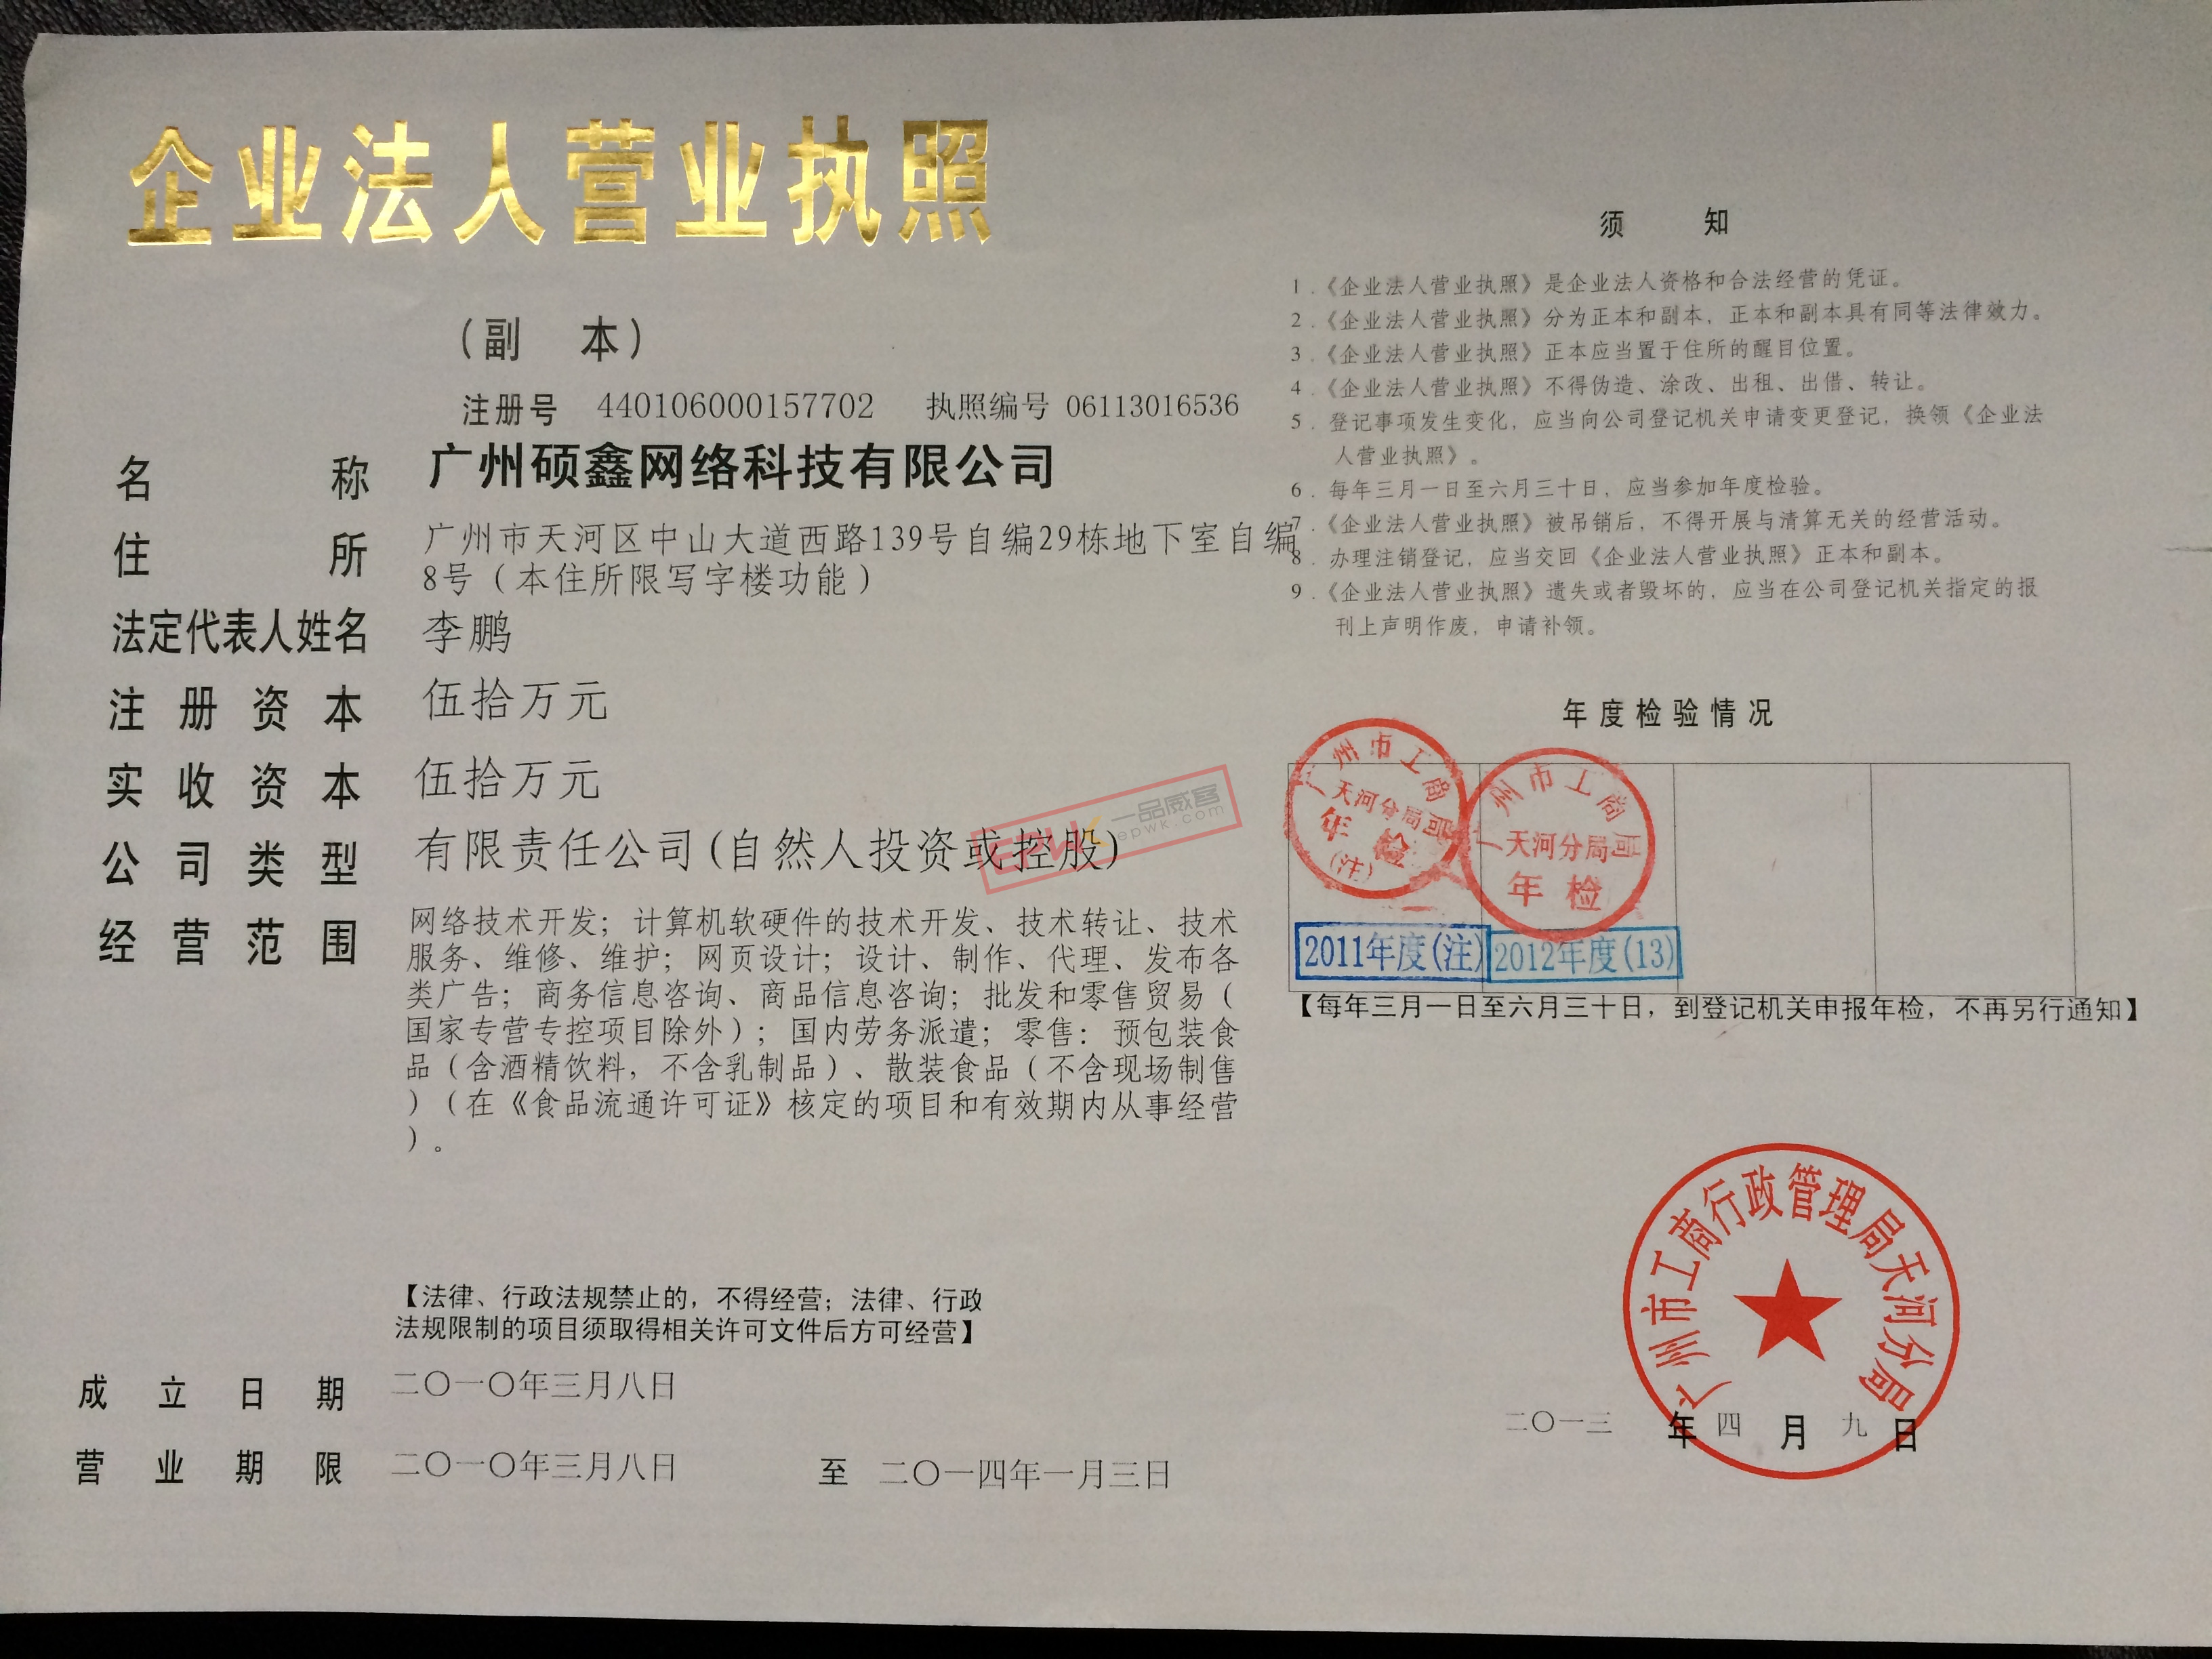 企业法人营业执照
（副 本）
注册号 440106000157702 执照编号 06113016536
名称 广州硕鑫网络科技有限公司
住所 广州市天河区中山大道西路139号自编29栋地下室自编
8号（本住所限写字楼功能）
法定代表人姓名 李鹏
注册资本 伍拾万元
实收资本 伍拾万元
公司类型 有限责任公司(自然人投资或控股)
经营范围 网络技术开发；计算机软硬件的技术开发、技术转让、技术
服务、维修、维护；网页设计；设计、制作、代理、发布各
类广告；商务信息咨询、商品信息咨询；批发和零售贸易（
国家专营专控项目除外）；国内劳务派遣；零售：预包装食
品（含酒精饮料，不含乳制品）、散装食品（不含现场制售
）（在《食品流通许可证》核定的项目和有效期内从事经营
）。
【法律、行政法规禁止的，不得经营；法律、行政
法规限制的项目须取得相关许可文件后方可经营】
成立日期 二〇一〇年三月八日
营业期限 二〇一〇年三月八日 至 二〇一四年一月三日
EPWK 一品威客
epwk.com
须 知
1．《企业法人营业执照》是企业法人资格和合法经营的凭证。
2．《企业法人营业执照》分为正本和副本，正本和副本具有同等法律效力。
3．《企业法人营业执照》正本应当置于住所的醒目位置。
4．《企业法人营业执照》不得伪造、涂改、出租、出借、转让。
5．登记事项发生变化，应当向公司登记机关申请变更登记，换领《企业法
人营业执照》。
6．每年三月一日至六月三十日，应当参加年度检验。
7．《企业法人营业执照》被吊销后，不得开展与清算无关的经营活动。
8．办理注销登记，应当交回《企业法人营业执照》正本和副本。
9．《企业法人营业执照》遗失或者毁坏的，应当在公司登记机关指定的报
刊上声明作废，申请补领。
年度检验情况
广州市工商局
天河分局
年检
（注）
广州市工商局
天河分局
年检
2011年度(注)
2012年度(13)
【每年三月一日至六月三十日，到登记机关申报年检，不再另行通知】
广州市工商行政管理局天河分局
二〇一三年四月九日